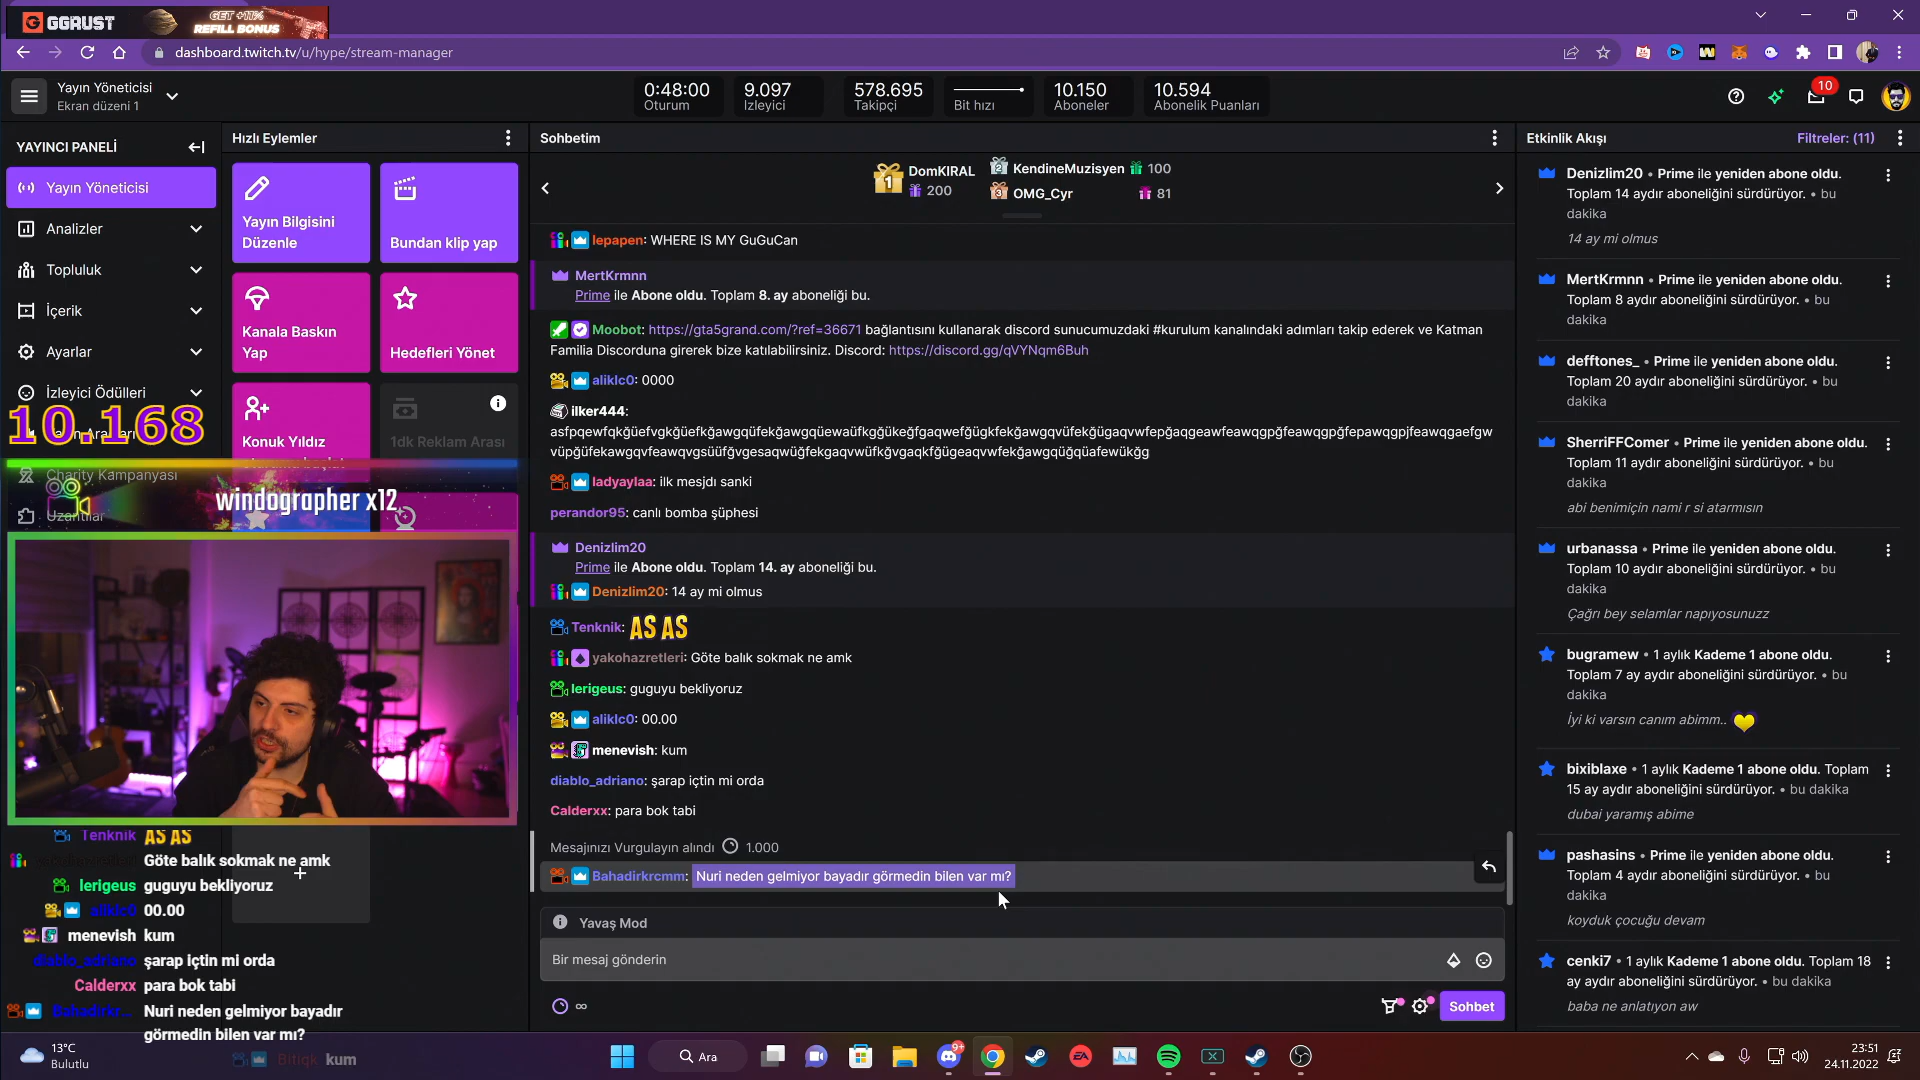 GGRUST
GET +11%
REFILL BONUS
dashboard.twitch.tv/u/hype/stream-manager
Yayın Yöneticisi
Ekran düzeni 1
0:48:00
Oturum
9.097
İzleyici
578.695
Takipçi
Bit hızı
10.150
Aboneler
10.594
Abonelik Puanları
10
YAYINCI PANELİ
Yayın Yöneticisi
Analizler
Topluluk
İçerik
Ayarlar
İzleyici Ödülleri
10.168
Charity Kampanyası
Uzantılar
windographer x12
Hızlı Eylemler
Yayın Bilgisini
Düzenle
Bundan klip yap
Kanala Baskın
Yap
Hedefleri Yönet
Konuk Yıldız
1dk Reklam Arası
Tenknik AS AS
Göte balık sokmak ne amk
lerigeus guguyu bekliyoruz
aliklc0 00.00
menevish kum
diablo_adriano şarap içtin mi orda
Calderxx para bok tabi
Bahadirkr... Nuri neden gelmiyor bayadır
görmedin bilen var mı?
Bitiqk kum
Sohbetim
1 DomKIRAL
200
2 KendineMuzisyen 100
3 OMG_Cyr 81
lepapen: WHERE IS MY GuGuCan
MertKrmnn
Prime ile Abone oldu. Toplam 8. ay aboneliği bu.
Moobot: https://gta5grand.com/?ref=36671 bağlantısını kullanarak discord sunucumuzdaki #kurulum kanalındaki adımları takip ederek ve Katman
Familia Discorduna girerek bize katılabilirsiniz. Discord: https://discord.gg/qVYNqm6Buh
aliklc0: 0000
ilker444:
ladyaylaa: ilk mesjdı sanki
perandor95: canlı bomba şüphesi
Denizlim20
Prime ile Abone oldu. Toplam 14. ay aboneliği bu.
Denizlim20: 14 ay mi olmus
Tenknik: AS AS
yakohazretleri: Göte balık sokmak ne amk
lerigeus: guguyu bekliyoruz
aliklc0: 00.00
menevish: kum
diablo_adriano: şarap içtin mi orda
Calderxx: para bok tabi
Mesajınızı Vurgulayın alındı 1.000
Bahadirkrcmm: Nuri neden gelmiyor bayadır görmedin bilen var mı?
Yavaş Mod
Bir mesaj gönderin
∞
Sohbet
Etkinlik Akışı
Filtreler: (11)
Denizlim20 • Prime ile yeniden abone oldu.
Toplam 14 aydır aboneliğini sürdürüyor. • bu
dakika
14 ay mi olmus
MertKrmnn • Prime ile yeniden abone oldu.
Toplam 8 aydır aboneliğini sürdürüyor. • bu
dakika
defftones_ • Prime ile yeniden abone oldu.
Toplam 20 aydır aboneliğini sürdürüyor. • bu
dakika
SherriFFComer • Prime ile yeniden abone oldu.
Toplam 11 aydır aboneliğini sürdürüyor. • bu
dakika
abi benimiçin nami r si atarmısın
urbanassa • Prime ile yeniden abone oldu.
Toplam 10 aydır aboneliğini sürdürüyor. • bu
dakika
Çağrı bey selamlar napıyosunuzz
bugramew • 1 aylık Kademe 1 abone oldu.
Toplam 7 ay aydır aboneliğini sürdürüyor. • bu
dakika
İyi ki varsın canım abimm..
bixiblaxe • 1 aylık Kademe 1 abone oldu. Toplam
15 ay aydır aboneliğini sürdürüyor. • bu dakika
dubai yaramış abime
pashasins • Prime ile yeniden abone oldu.
Toplam 4 aydır aboneliğini sürdürüyor. • bu
dakika
koyduk çocuğu devam
cenki7 • 1 aylık Kademe 1 abone oldu. Toplam 18
ay aydır aboneliğini sürdürüyor. • bu dakika
baba ne anlatıyon aw
13°C
Bulutlu
Ara
9+
EA
23:51
24.11.2022